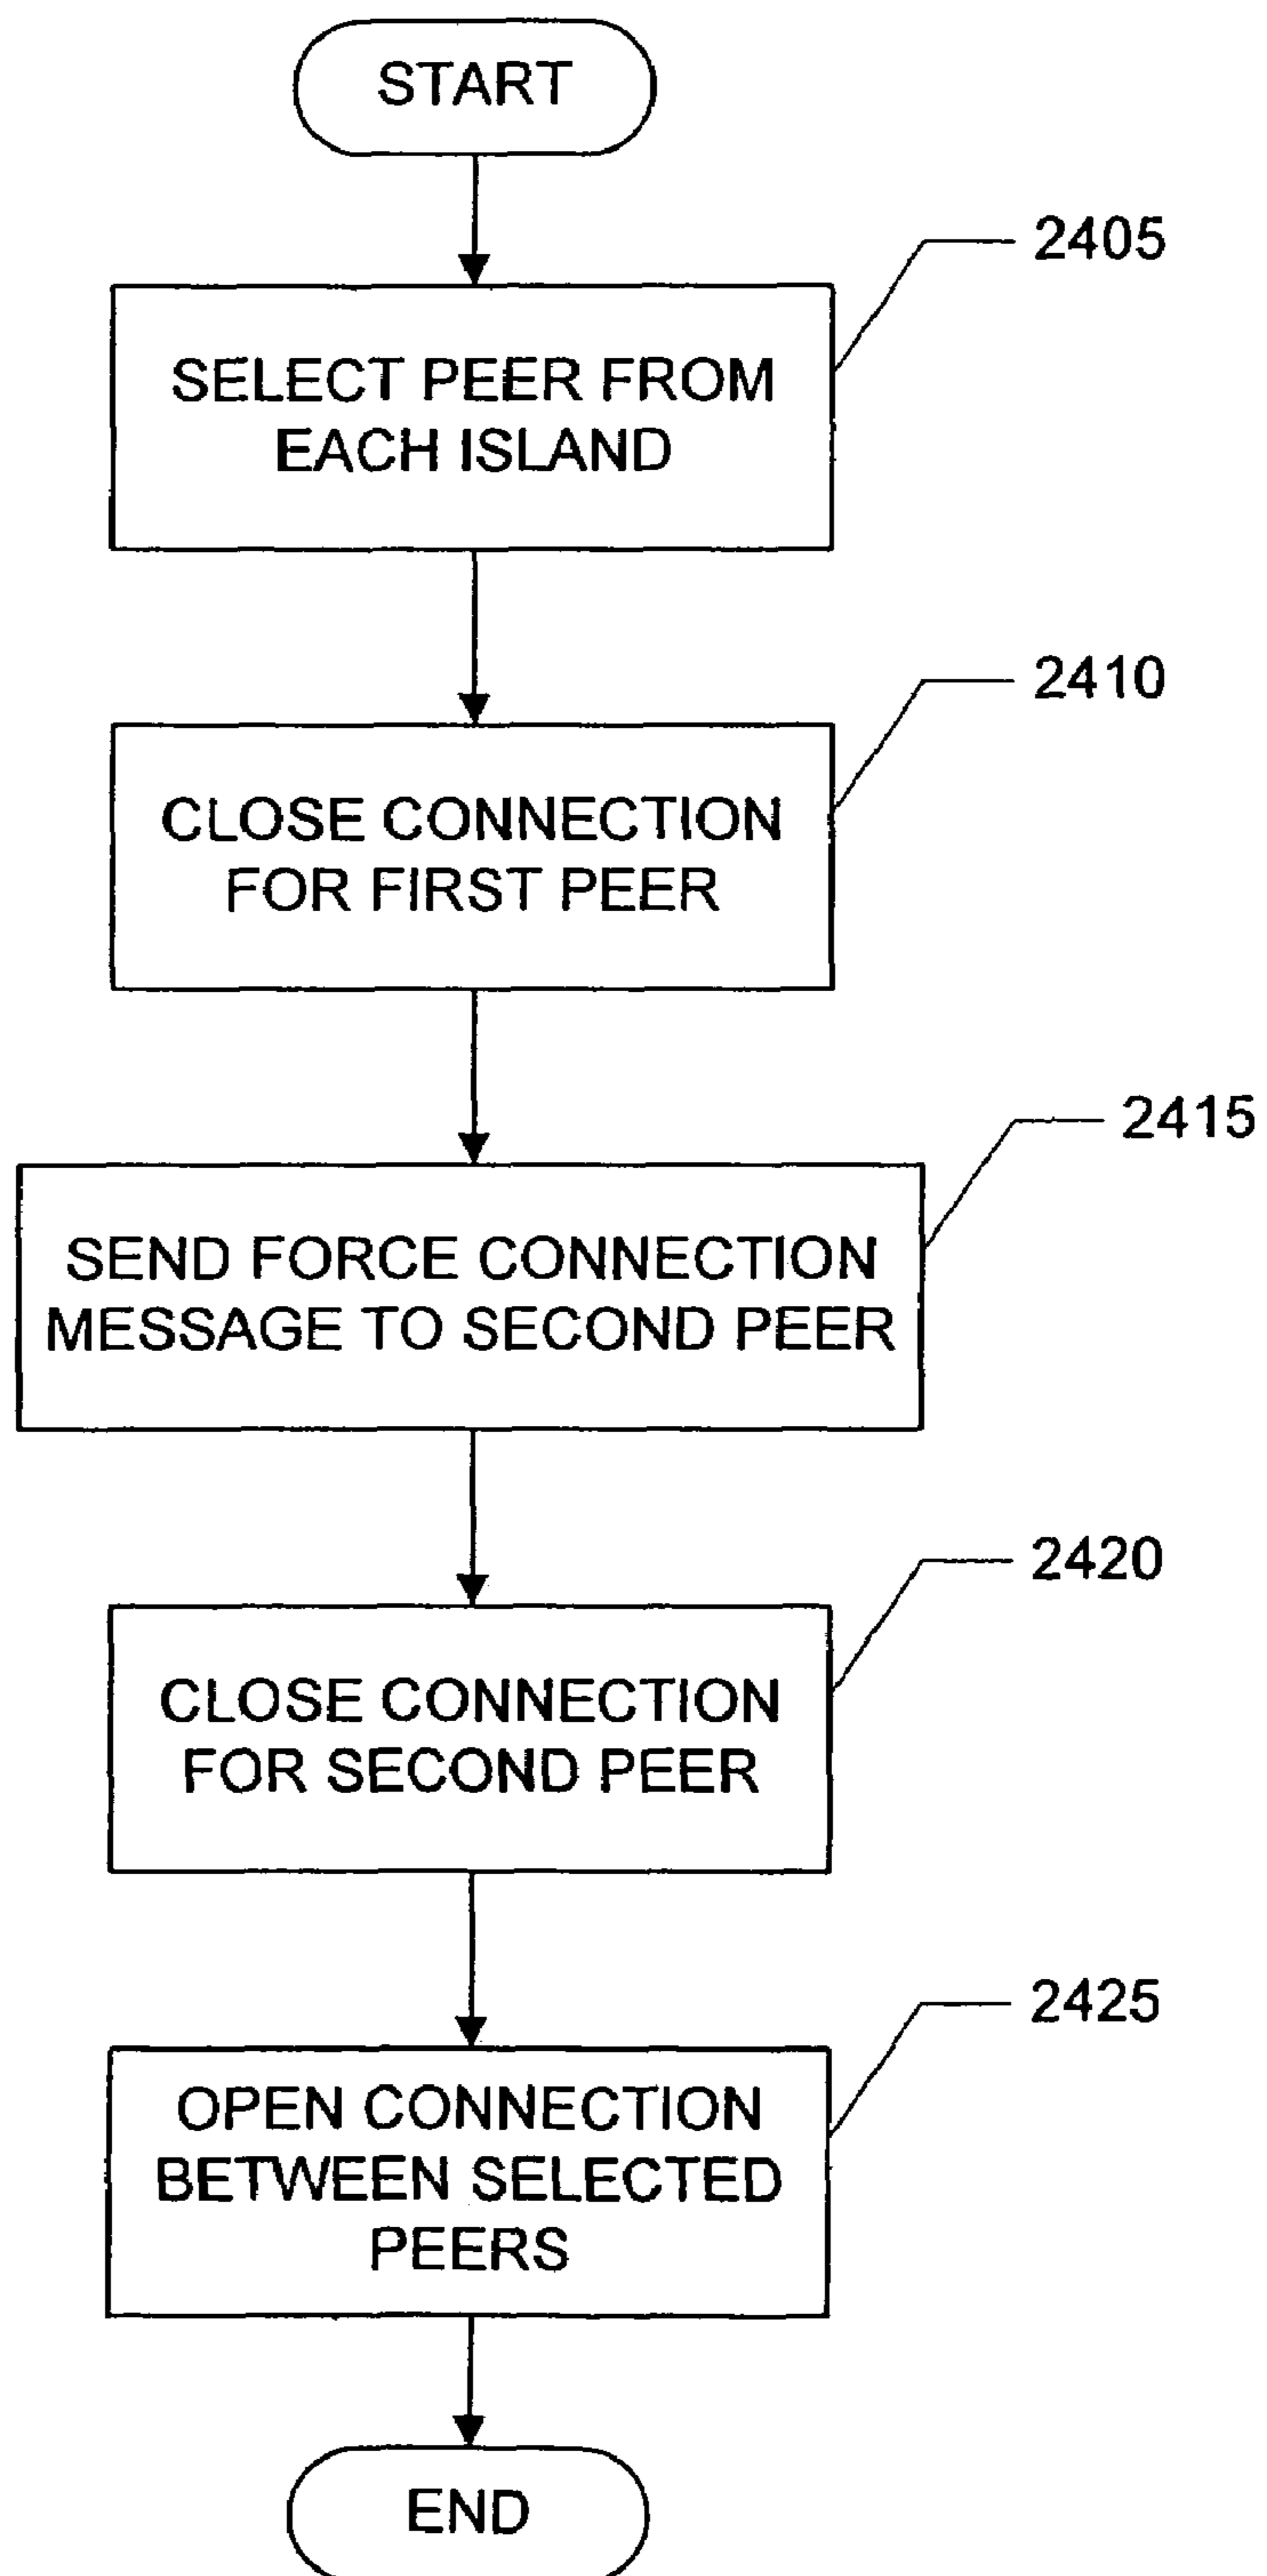 START
2405
SELECT PEER FROM
EACH ISLAND
2410
CLOSE CONNECTION
FOR FIRST PEER
2415
SEND FORCE CONNECTION
MESSAGE TO SECOND PEER
2420
CLOSE CONNECTION
FOR SECOND PEER
2425
OPEN CONNECTION
BETWEEN SELECTED
PEERS
END